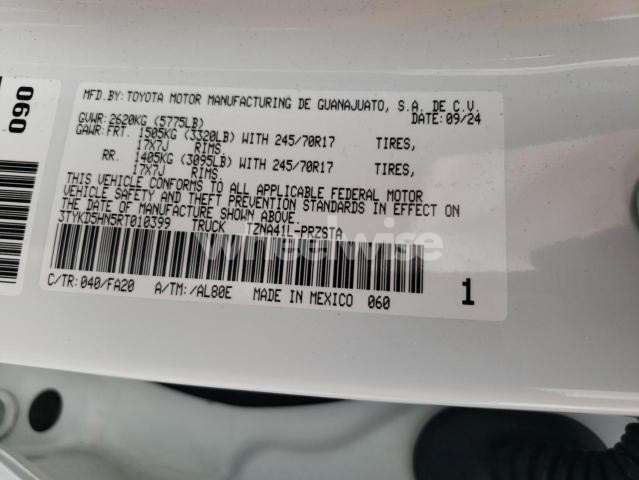 MFD.BY: TOYOTA MOTOR MANUFACTURING DE GUANAJUATO, S.A. DE C.V.
GVWR: 2620KG (5775LB) DATE: 09/24
GAWR: FRT. 1505KG (3320LB) WITH 245/70R17 TIRES,
17X7J RIMS.
RR. 1405KG (3095LB) WITH 245/70R17 TIRES,
17X7J RIMS.
THIS VEHICLE CONFORMS TO ALL APPLICABLE FEDERAL MOTOR
VEHICLE SAFETY AND THEFT PREVENTION STANDARDS IN EFFECT ON
THE DATE OF MANUFACTURE SHOWN ABOVE.
3TYKD5HN5RT010399 TRUCK TZNA41L-PRZSTA
C/TR: 040/FA20 A/TM: /AL80E MADE IN MEXICO 060 1
090
wheelwise